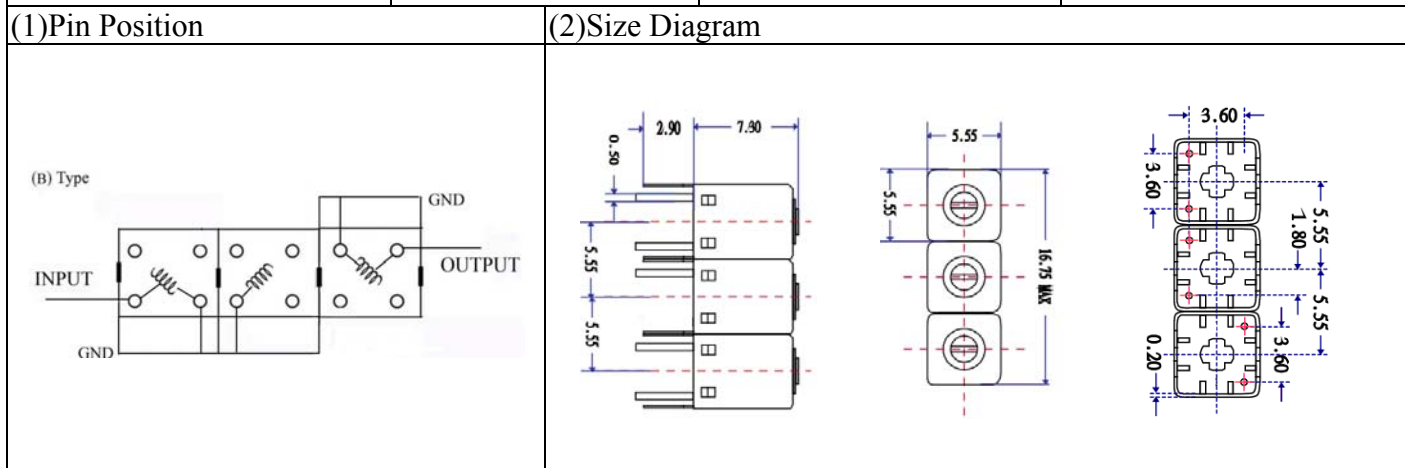 (1)Pin Position
(2)Size Diagram
(B) Type
GND
INPUT
OUTPUT
GND
2.90
7.30
0.50
5.55
5.55
5.55
5.55
16.75 MAX
3.60
3.60
5.55
1.80
5.55
3.60
0.20